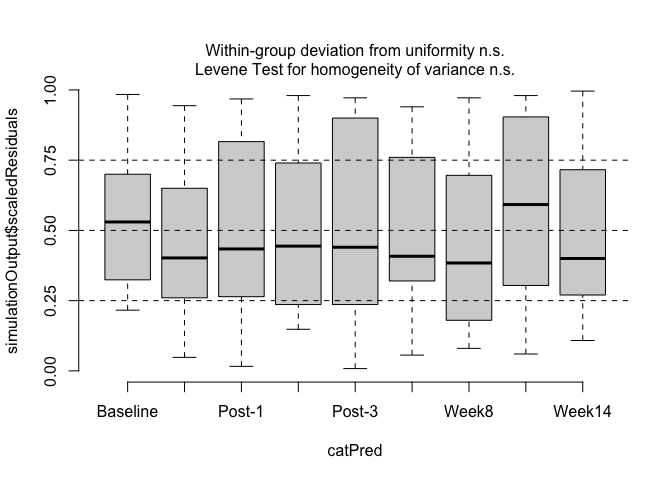 Within-group deviation from uniformity n.s.
Levene Test for homogeneity of variance n.s.
simulationOutput$scaledResiduals
1.00
0.75
0.50
0.25
0.00
Baseline Post-1 Post-3 Week8 Week14
catPred